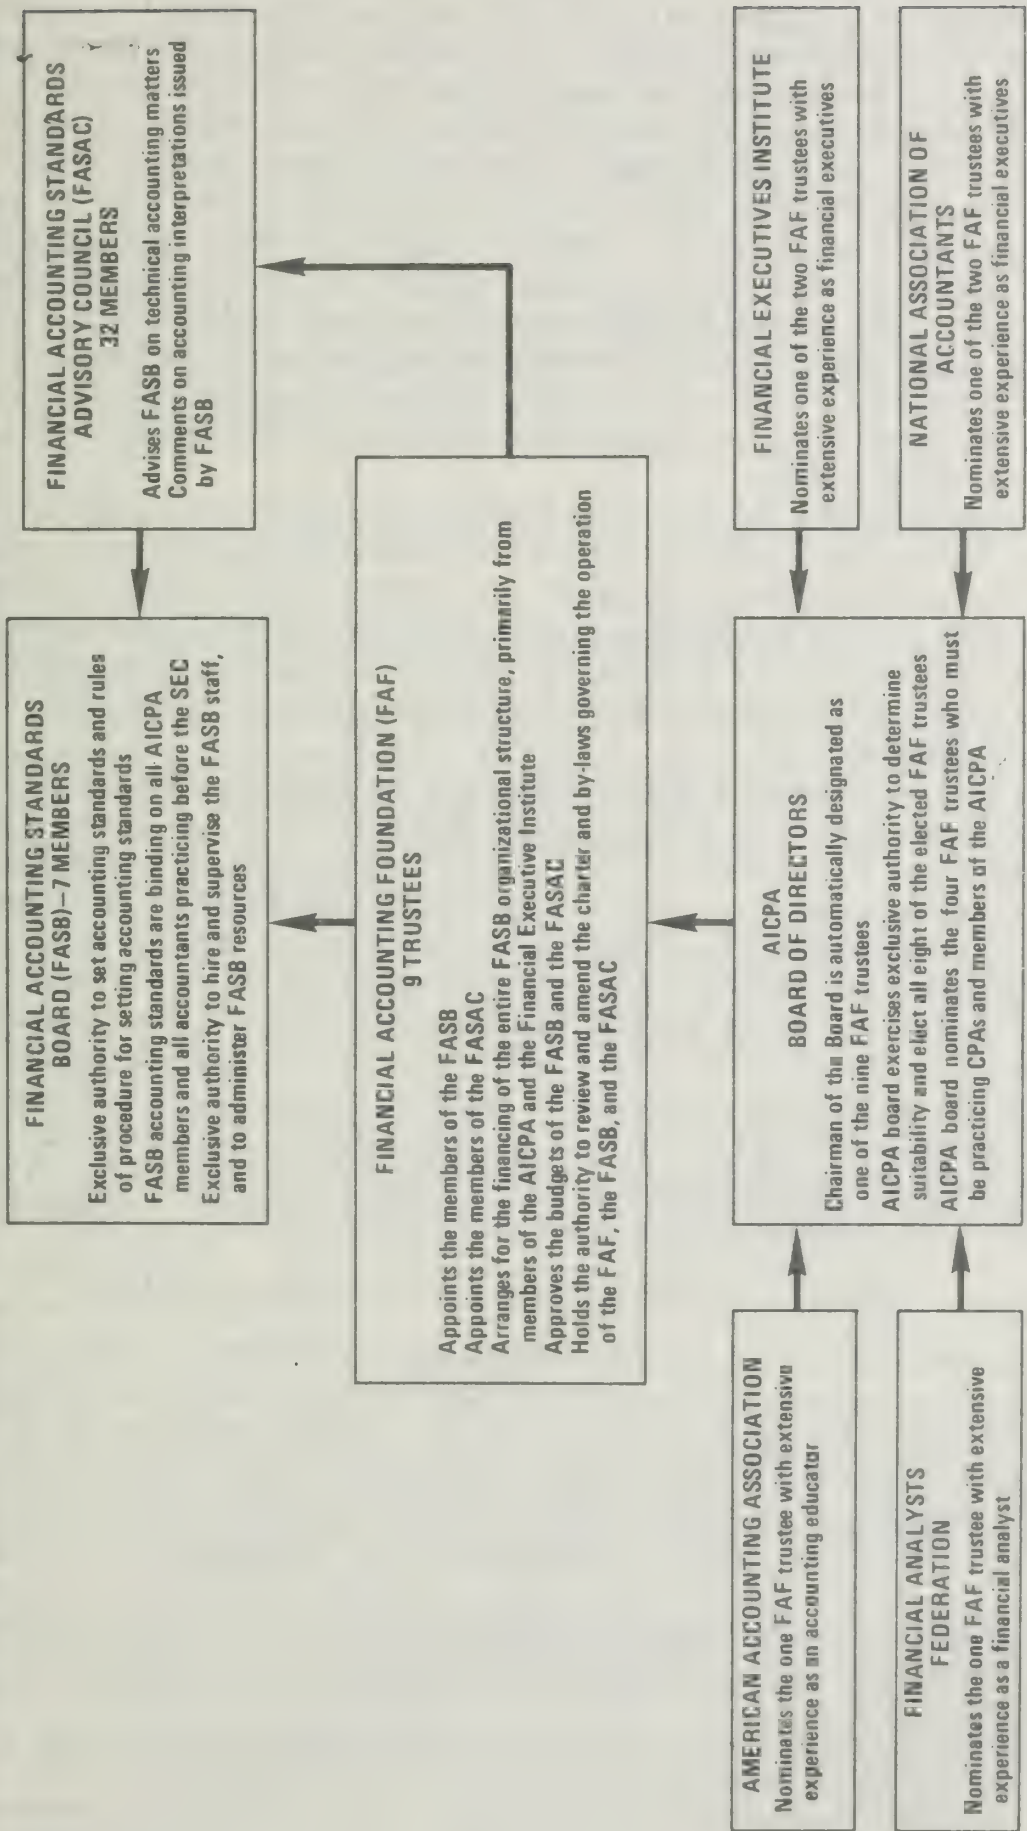 FINANCIAL ACCOUNTING STANDARDS
BOARD (FASB)–7 MEMBERS
Exclusive authority to set accounting standards and rules
of procedure for setting accounting standards
FASB accounting standards are binding on all AICPA
members and all accountants practicing before the SEC
Exclusive authority to hire and supervise the FASB staff,
and to administer FASB resources
FINANCIAL ACCOUNTING STANDARDS
ADVISORY COUNCIL (FASAC)
32 MEMBERS
Advises FASB on technical accounting matters
Comments on accounting interpretations issued
by FASB
FINANCIAL ACCOUNTING FOUNDATION (FAF)
9 TRUSTEES
Appoints the members of the FASB
Appoints the members of the FASAC
Arranges for the financing of the entire FASB organizational structure, primarily from
members of the AICPA and the Financial Executive Institute
Approves the budgets of the FASB and the FASAC
Holds the authority to review and amend the charter and by-laws governing the operation
of the FAF, the FASB, and the FASAC
AMERICAN ACCOUNTING ASSOCIATION
Nominates the one FAF trustee with extensive
experience as an accounting educator
FINANCIAL ANALYSTS
FEDERATION
Nominates the one FAF trustee with extensive
experience as a financial analyst
AICPA
BOARD OF DIRECTORS
Chairman of the Board is automatically designated as
one of the nine FAF trustees
AICPA board exercises exclusive authority to determine
suitability and elect all eight of the elected FAF trustees
AICPA board nominates the four FAF trustees who must
be practicing CPAs and members of the AICPA
FINANCIAL EXECUTIVES INSTITUTE
Nominates one of the two FAF trustees with
extensive experience as financial executives
NATIONAL ASSOCIATION OF
ACCOUNTANTS
Nominates one of the two FAF trustees with
extensive experience as financial executives